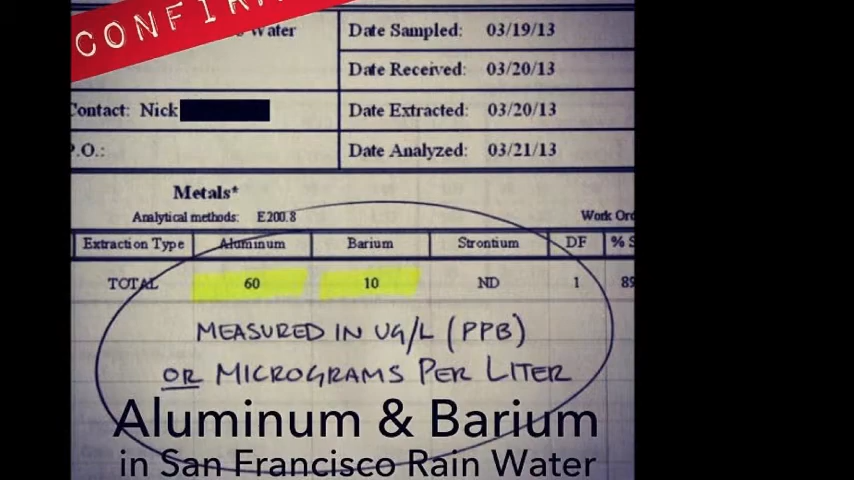 CONFIR
Water
Date Sampled: 03/19/13
Date Received: 03/20/13
Contact: Nick
Date Extracted: 03/20/13
P.O.:
Date Analyzed: 03/21/13
Metals*
Analytical methods: E200.8
Work Ord
Extraction Type Aluminum Barium Strontium DF % S
TOTAL 60 10 ND 1 89
MEASURED IN UG/L (PPB)
OR MICROGRAMS PER LITER
Aluminum & Barium
in San Francisco Rain Water